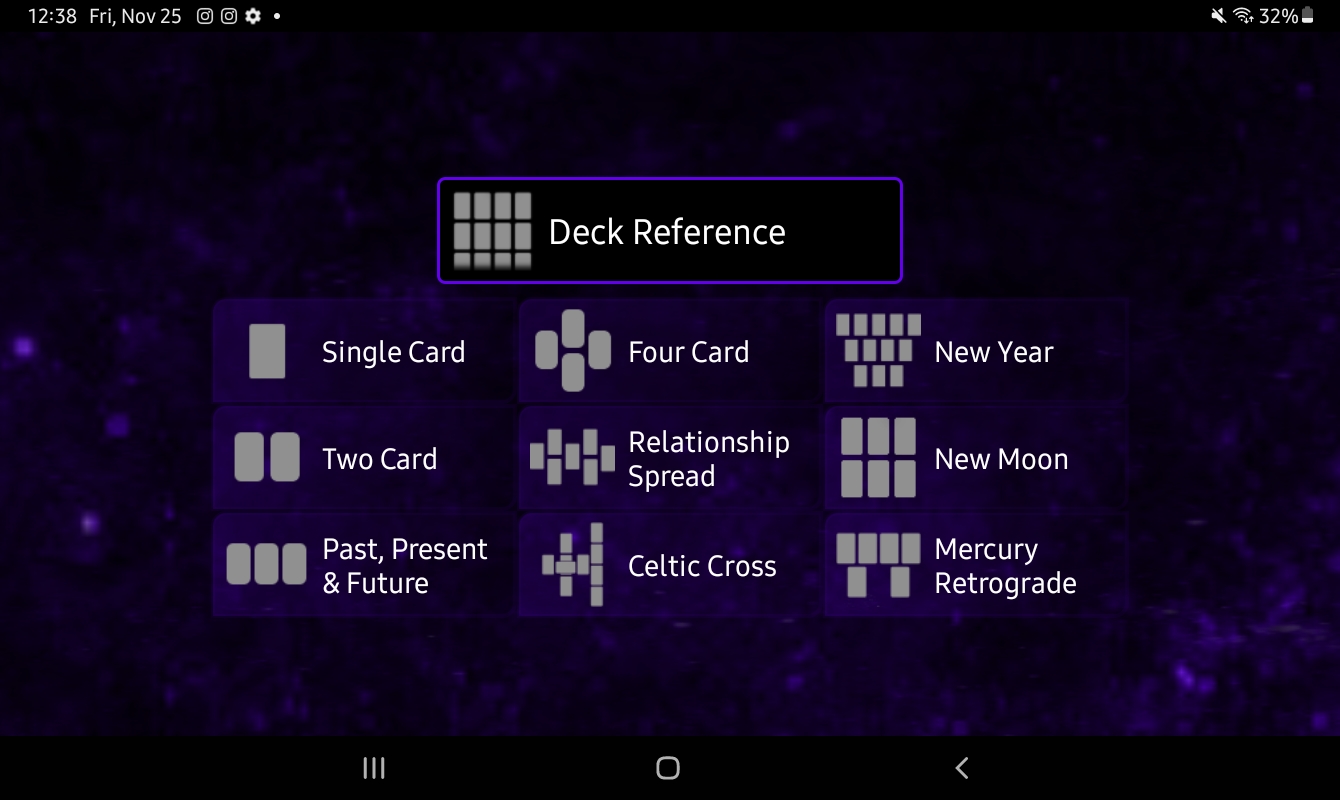 12:38 Fri, Nov 25
32%
Deck Reference
Single Card
Four Card
New Year
Two Card
Relationship
Spread
New Moon
Past, Present
& Future
Celtic Cross
Mercury
Retrograde